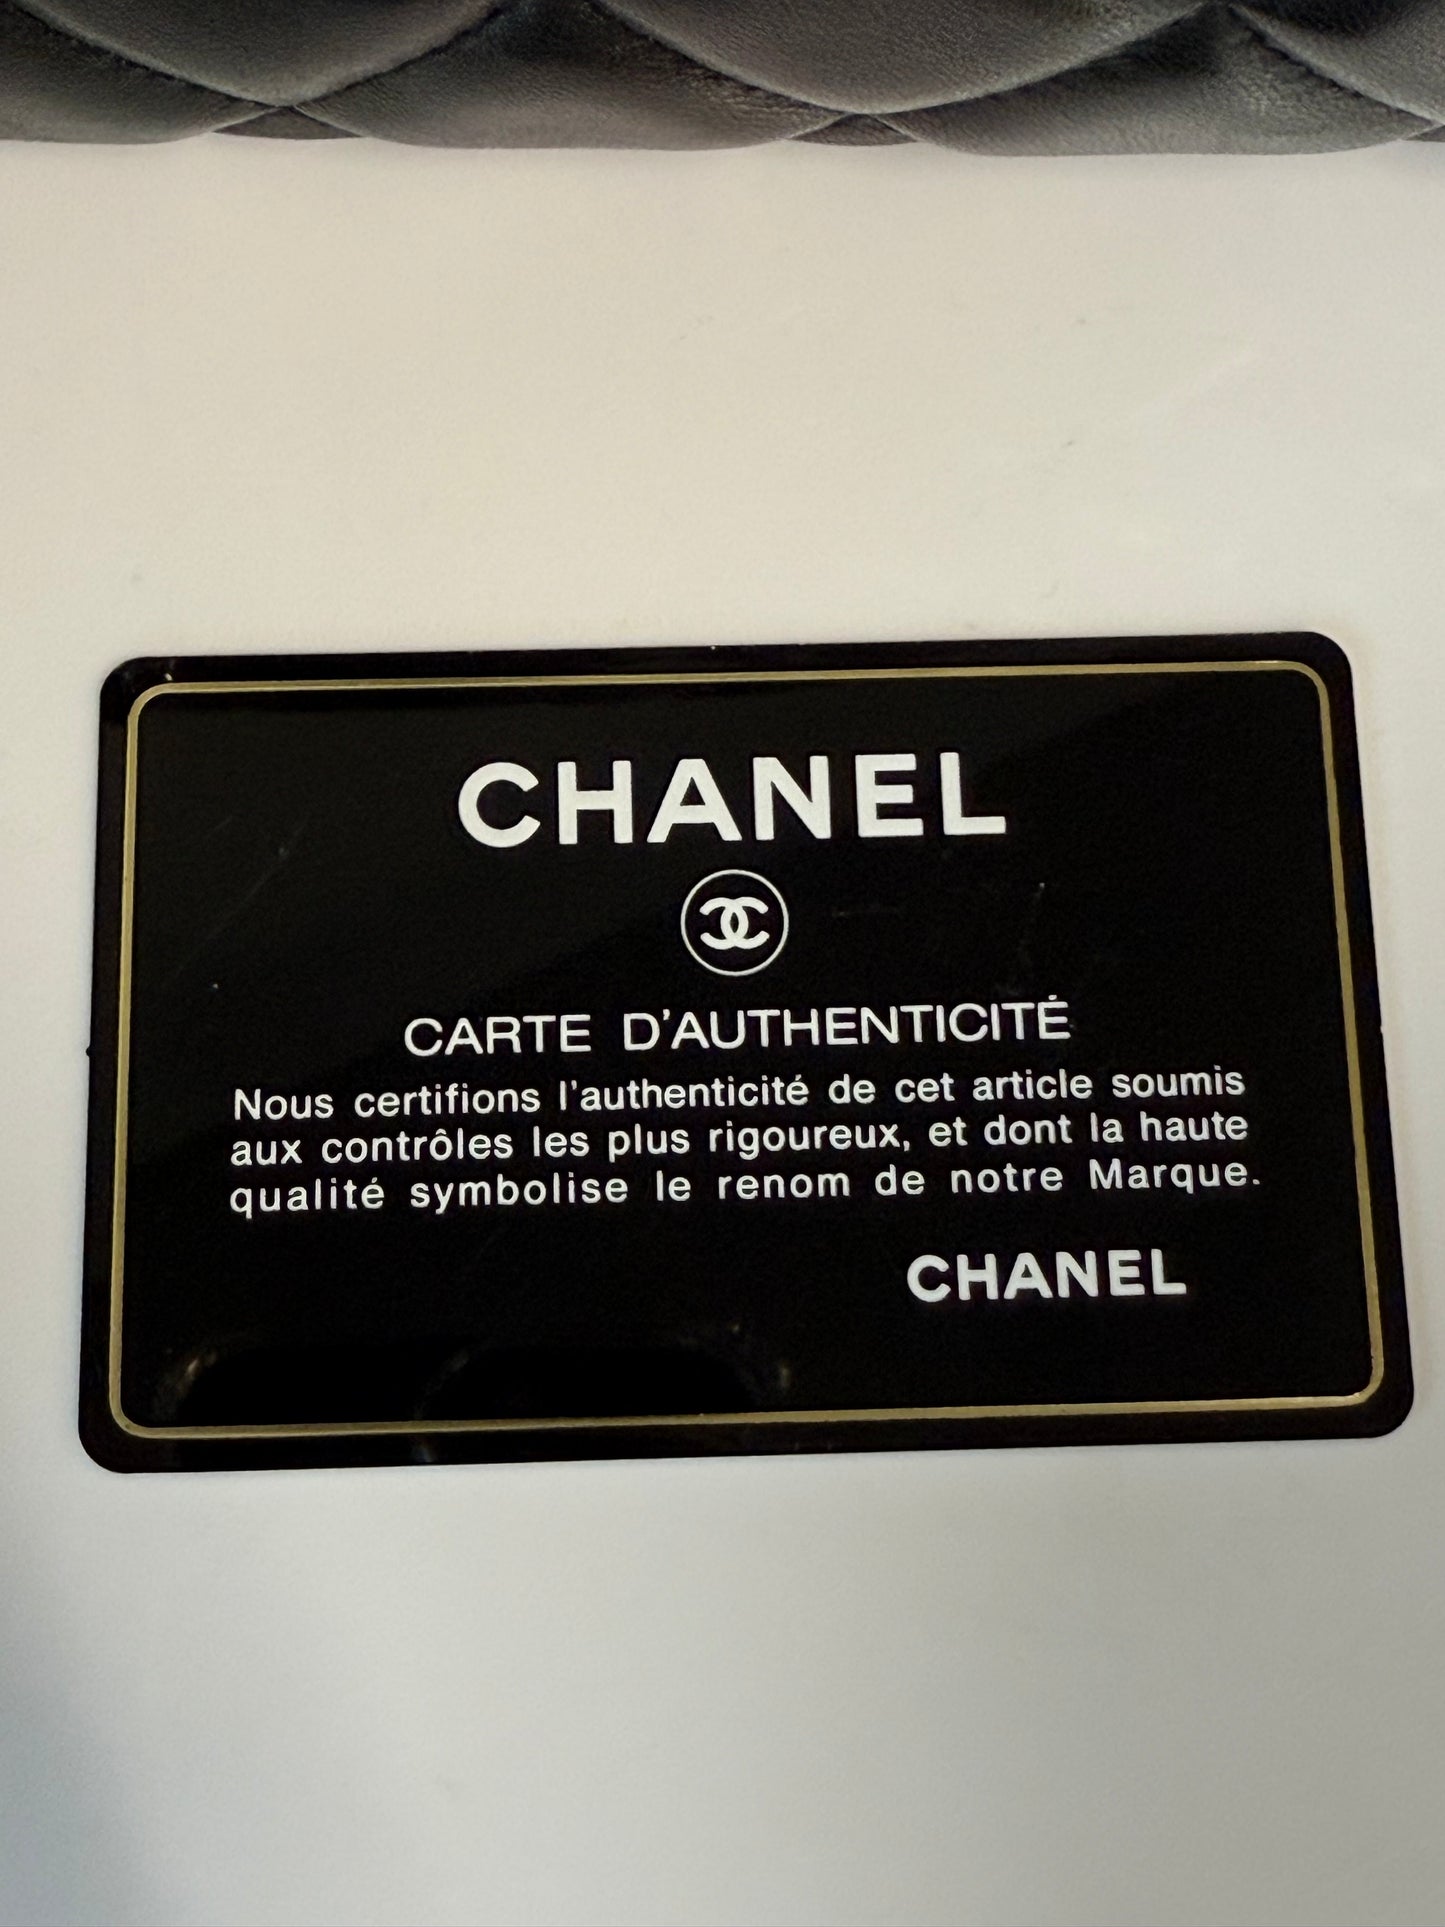 CHANEL
CARTE D'AUTHENTICITÉ
Nous certifions l'authenticité de cet article soumis
aux contrôles les plus rigoureux, et dont la haute
qualité symbolise le renom de notre Marque.
CHANEL